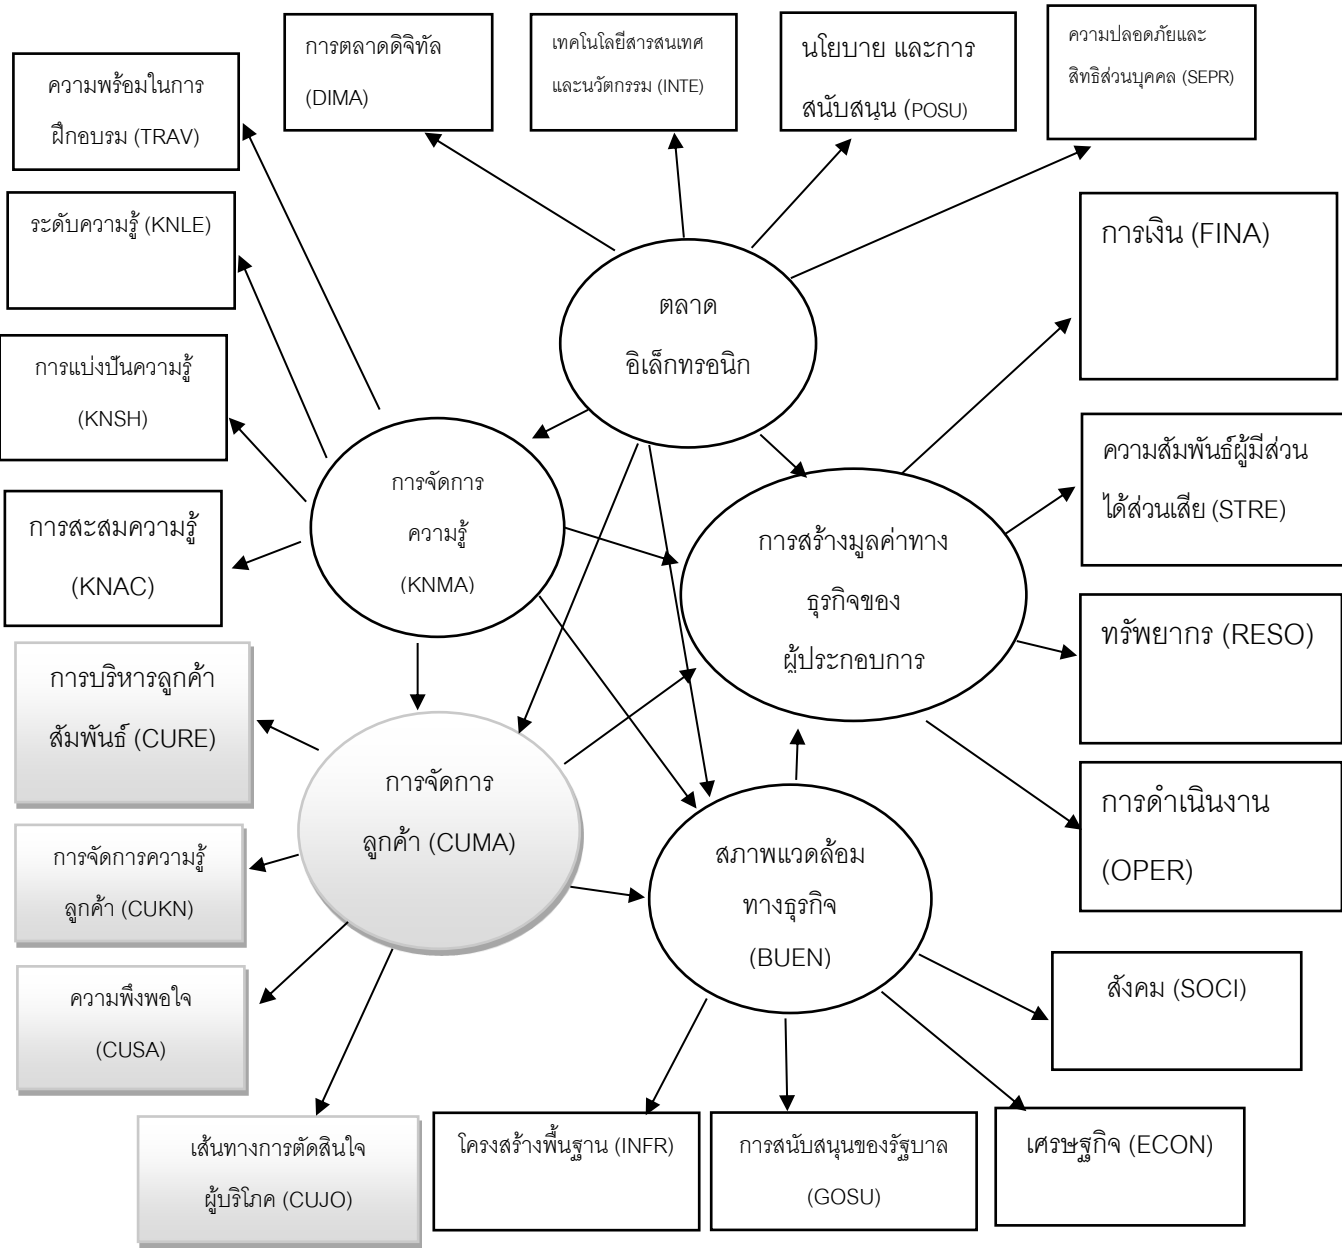 การตลาดดิจิทัล
(DIMA)
เทคโนโลยีสารสนเทศ
และนวัตกรรม (INTE)
นโยบาย และการ
สนับสนุน (POSU)
ความปลอดภัยและ
สิทธิส่วนบุคคล (SEPR)
ความพร้อมในการ
ฝึกอบรม (TRAV)
ระดับความรู้ (KNLE)
การแบ่งปันความรู้
(KNSH)
การสะสมความรู้
(KNAC)
ตลาด
อิเล็กทรอนิก
การเงิน (FINA)
ความสัมพันธ์ผู้มีส่วน
ได้ส่วนเสีย (STRE)
การจัดการ
ความรู้
(KNMA)
การสร้างมูลค่าทาง
ธุรกิจของ
ผู้ประกอบการ
ทรัพยากร (RESO)
การดำเนินงาน
(OPER)
การบริหารลูกค้า
สัมพันธ์ (CURE)
การจัดการ
ลูกค้า (CUMA)
การจัดการความรู้
ลูกค้า (CUKN)
ความพึงพอใจ
(CUSA)
สภาพแวดล้อม
ทางธุรกิจ
(BUEN)
สังคม (SOCI)
เส้นทางการตัดสินใจ
ผู้บริโภค (CUJO)
โครงสร้างพื้นฐาน (INFR)
การสนับสนุนของรัฐบาล
(GOSU)
เศรษฐกิจ (ECON)